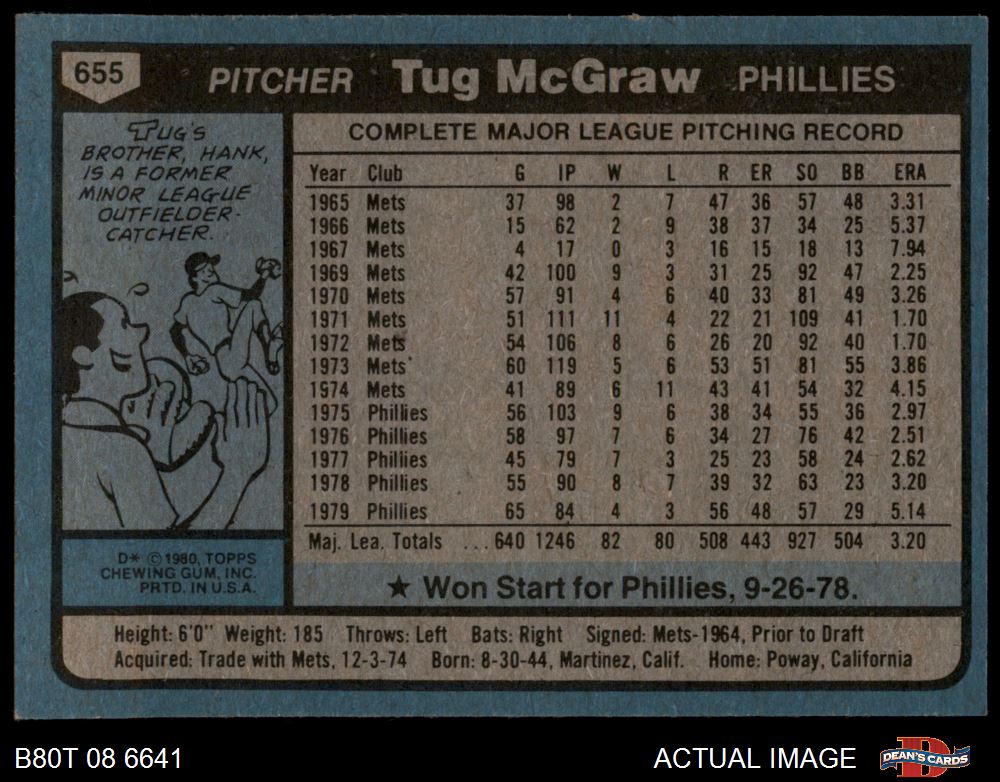 655 PITCHER Tug McGraw PHILLIES
TUG'S
BROTHER, HANK,
IS A FORMER
MINOR LEAGUE
OUTFIELDER-
CATCHER.
COMPLETE MAJOR LEAGUE PITCHING RECORD
Year Club G IP W L R ER SO BB ERA
1965 Mets 37 98 2 7 47 36 57 48 3.31
1966 Mets 15 62 2 9 38 37 34 25 5.37
1967 Mets 4 17 0 3 16 15 18 13 7.94
1969 Mets 42 100 9 3 31 25 92 47 2.25
1970 Mets 57 91 4 6 40 33 81 49 3.26
1971 Mets 51 111 11 4 22 21 109 41 1.70
1972 Mets 54 106 8 6 26 20 92 40 1.70
1973 Mets 60 119 5 6 53 51 81 55 3.86
1974 Mets 41 89 6 11 43 41 54 32 4.15
1975 Phillies 56 103 9 6 38 34 55 36 2.97
1976 Phillies 58 97 7 6 34 27 76 42 2.51
1977 Phillies 45 79 7 3 25 23 58 24 2.62
1978 Phillies 55 90 8 7 39 32 63 23 3.20
1979 Phillies 65 84 4 3 56 48 57 29 5.14
Maj. Lea. Totals ...640 1246 82 80 508 443 927 504 3.20
D* © 1980, TOPPS
CHEWING GUM, INC.
PRTD. IN U.S.A.
★ Won Start for Phillies, 9-26-78.
Height: 6'0" Weight: 185 Throws: Left Bats: Right Signed: Mets-1964, Prior to Draft
Acquired: Trade with Mets, 12-3-74 Born: 8-30-44, Martinez, Calif. Home: Poway, California
B80T 08 6641
ACTUAL IMAGE
DEAN'S CARDS